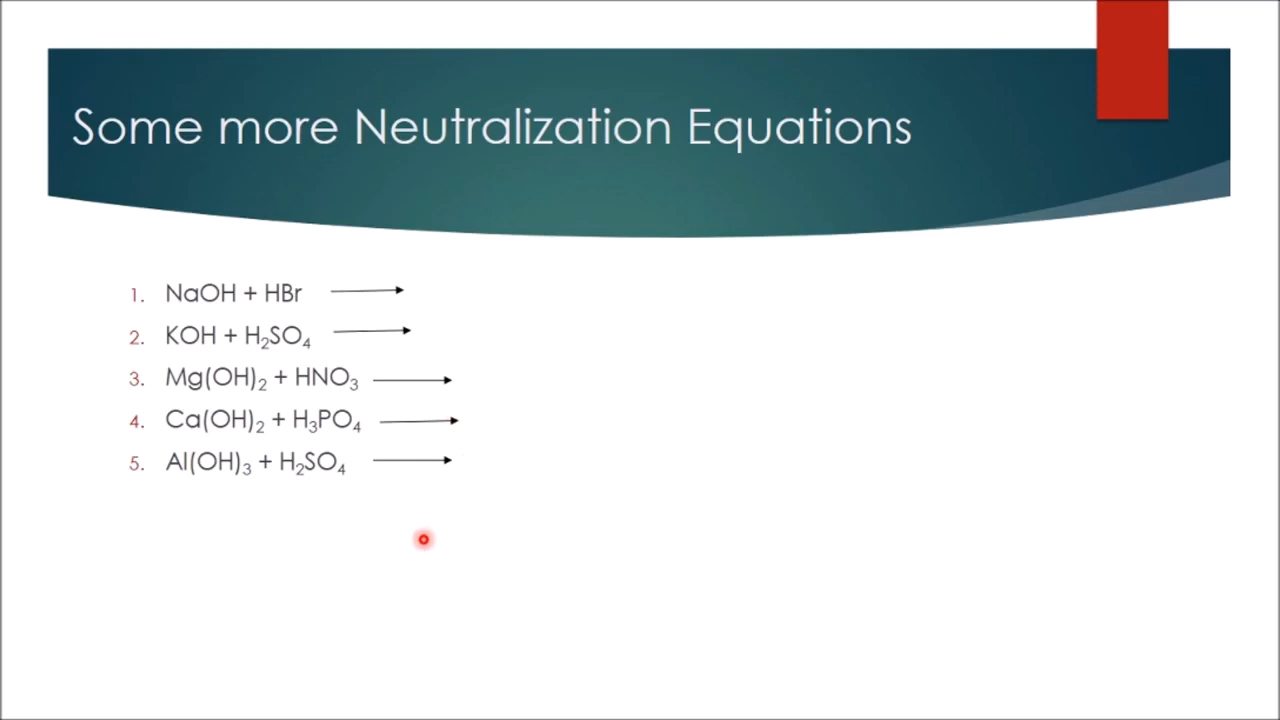 Some more Neutralization Equations
1. NaOH + HBr ⟶
2. KOH + H₂SO₄ ⟶
3. Mg(OH)₂ + HNO₃ ⟶
4. Ca(OH)₂ + H₃PO₄ ⟶
5. Al(OH)₃ + H₂SO₄ ⟶